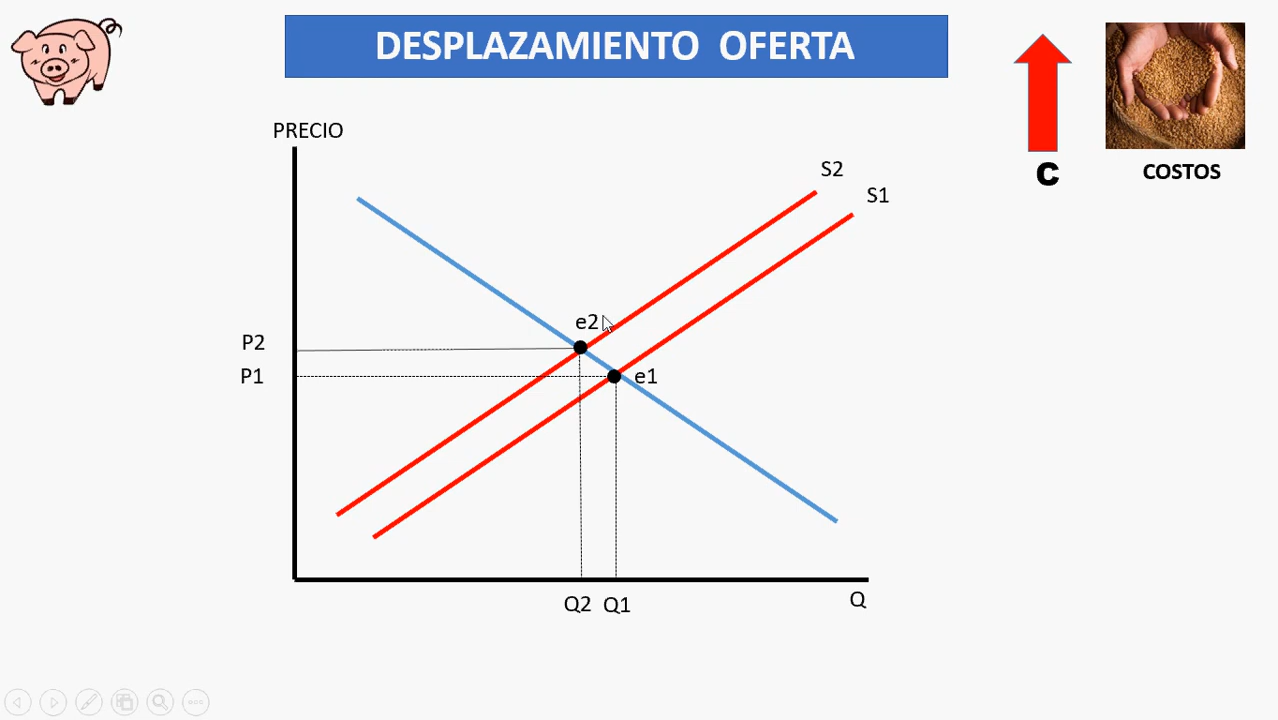 DESPLAZAMIENTO OFERTA
C
COSTOS
PRECIO
S2
S1
e2
P2
P1
e1
Q2
Q1
Q